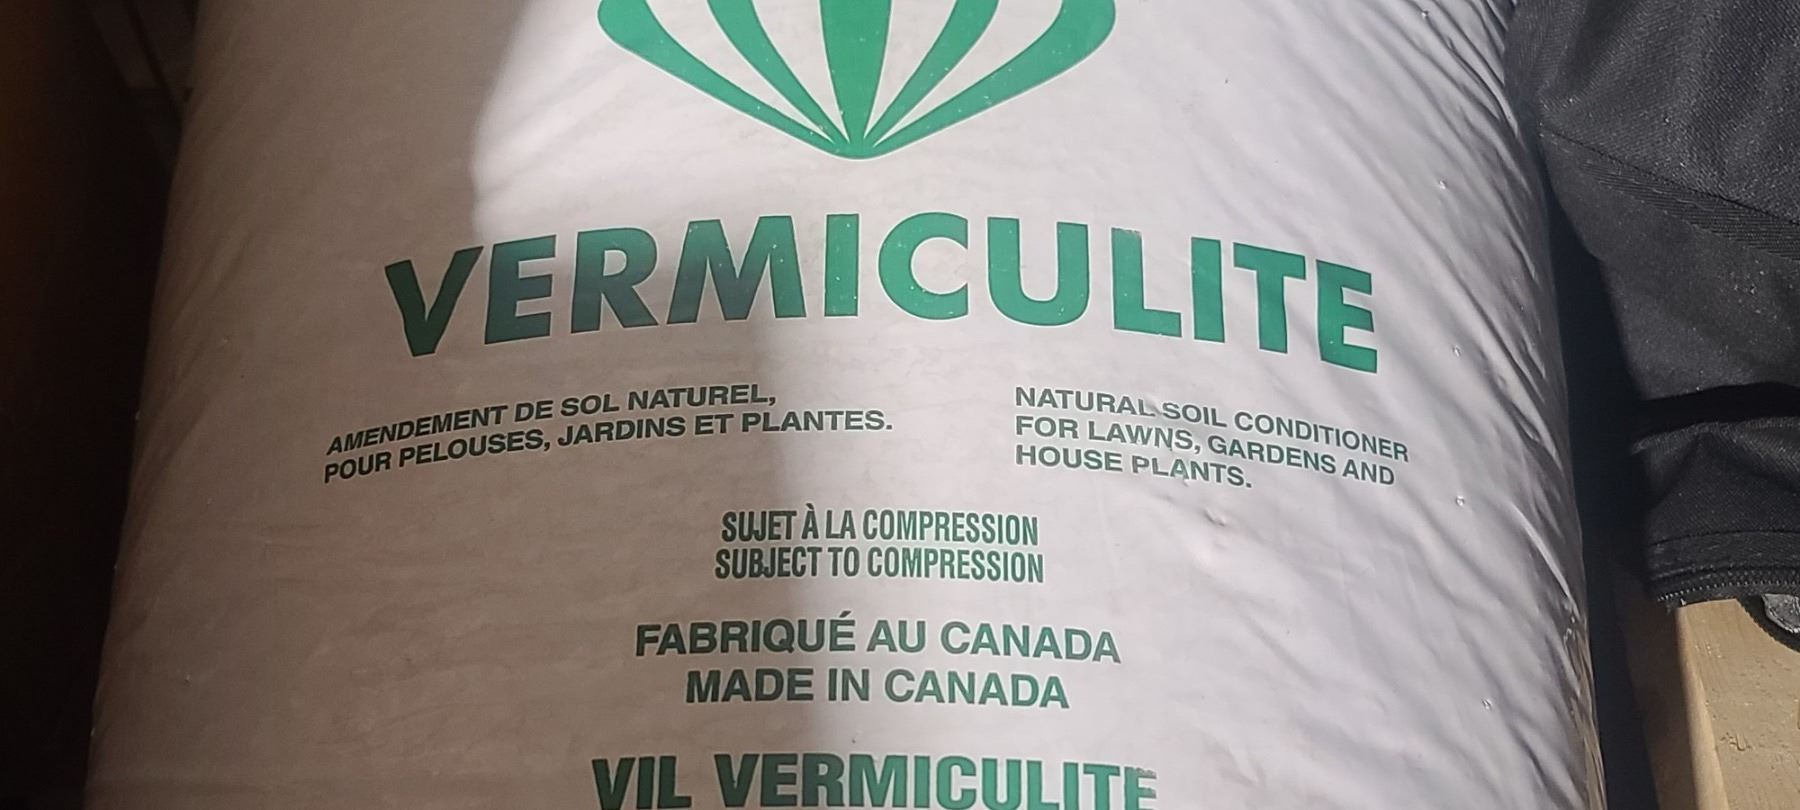 VERMICULITE
AMENDEMENT DE SOL NATUREL,
POUR PELOUSES, JARDINS ET PLANTES.
NATURAL SOIL CONDITIONER
FOR LAWNS, GARDENS AND
HOUSE PLANTS.
SUJET À LA COMPRESSION
SUBJECT TO COMPRESSION
FABRIQUÉ AU CANADA
MADE IN CANADA
VIL VERMICULITE